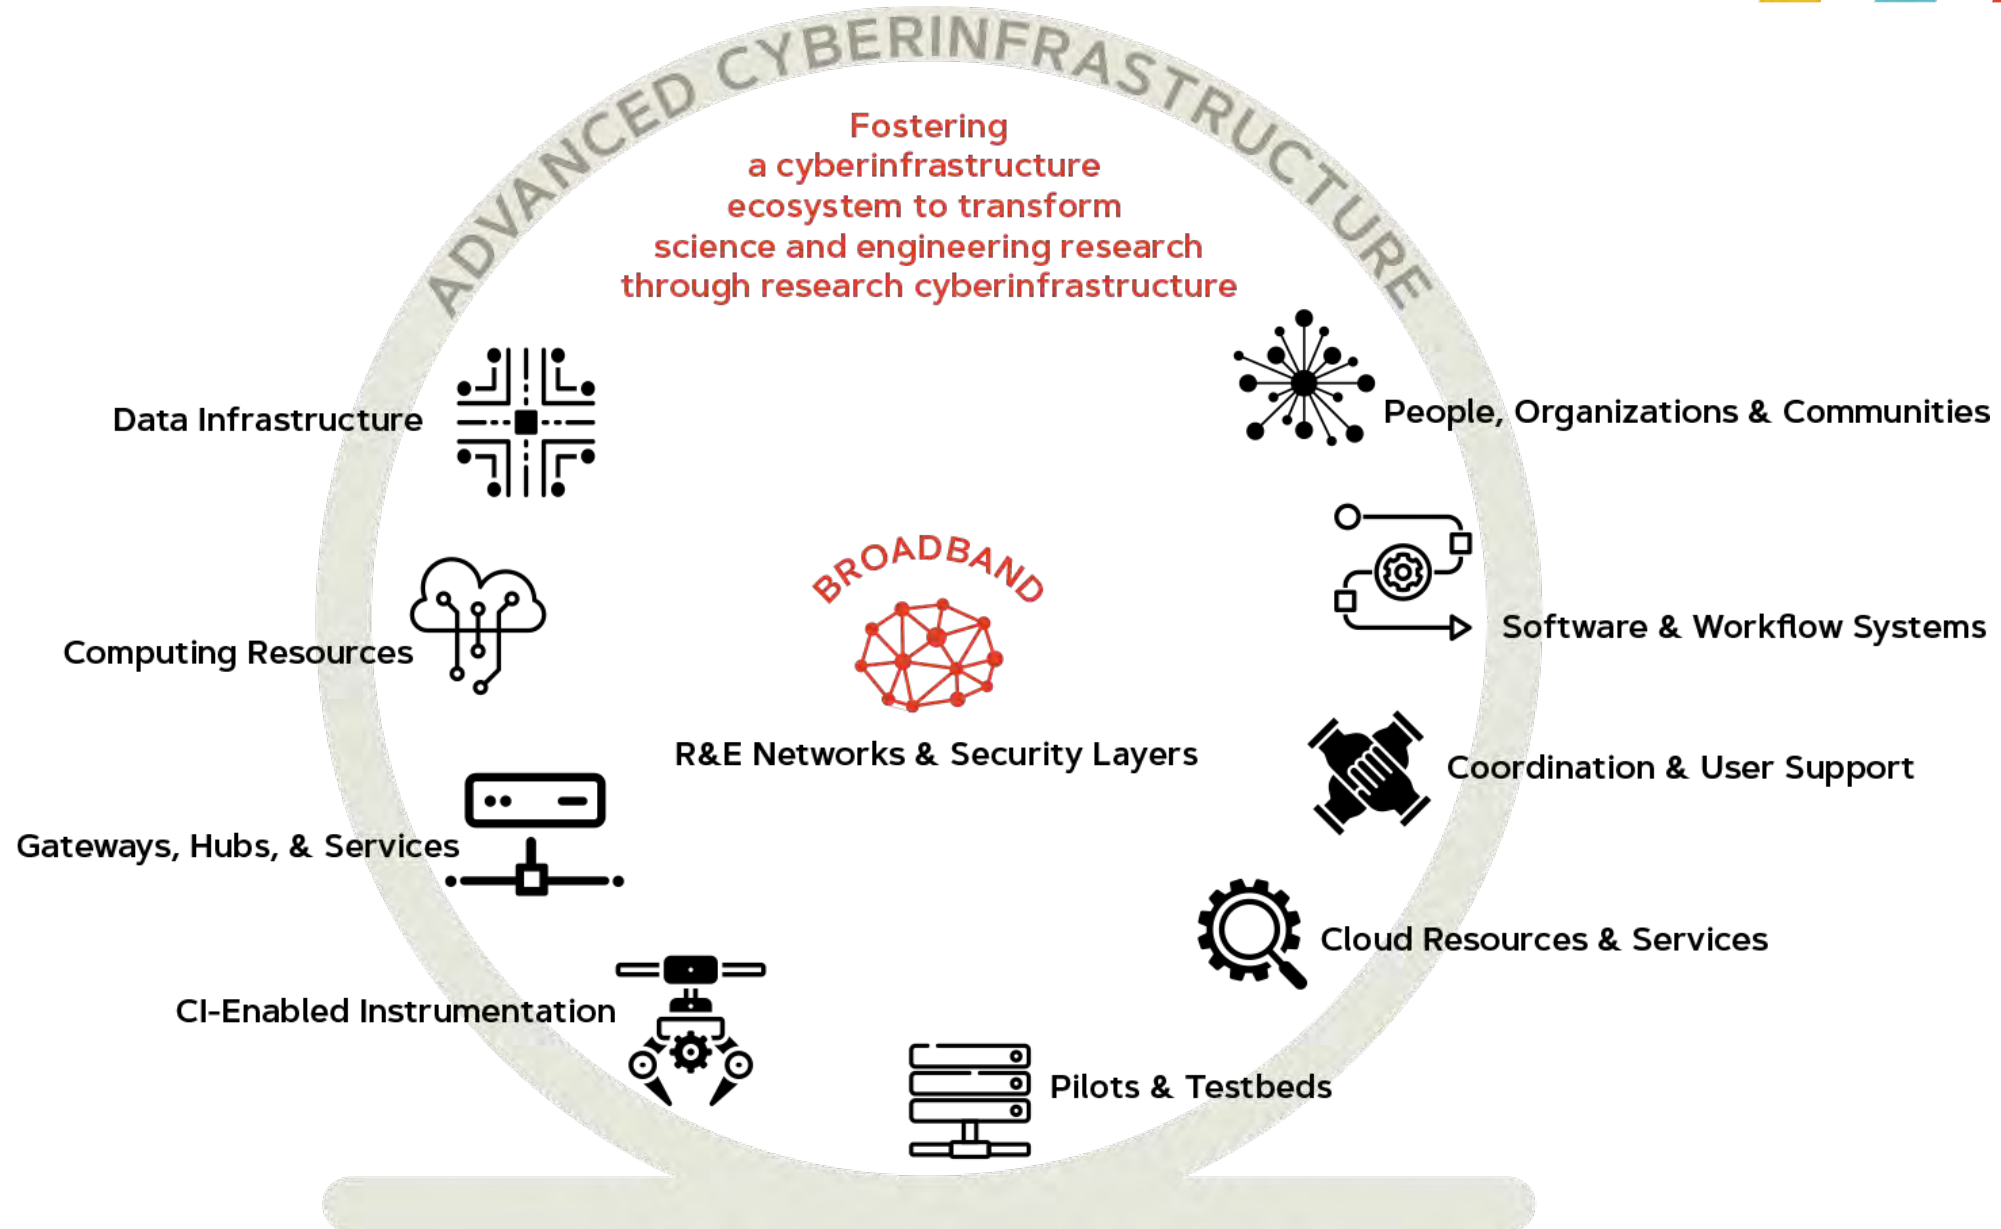 ADVANCED CYBERINFRASTRUCTURE
Fostering
a cyberinfrastructure
ecosystem to transform
science and engineering research
through research cyberinfrastructure
Data Infrastructure
People, Organizations & Communities
BROADBAND
Computing Resources
Software & Workflow Systems
R&E Networks & Security Layers
Coordination & User Support
Gateways, Hubs, & Services
Cloud Resources & Services
CI-Enabled Instrumentation
Pilots & Testbeds